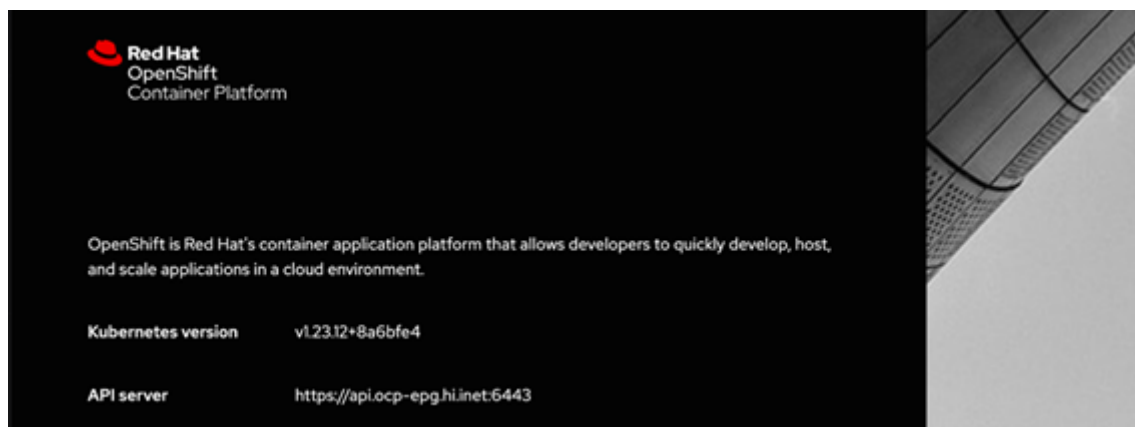 Red Hat
OpenShift
Container Platform
OpenShift is Red Hat's container application platform that allows developers to quickly develop, host,
and scale applications in a cloud environment.
Kubernetes version v1.23.12+8a6bfe4
API server https://api.ocp-epg.hi.inet:6443